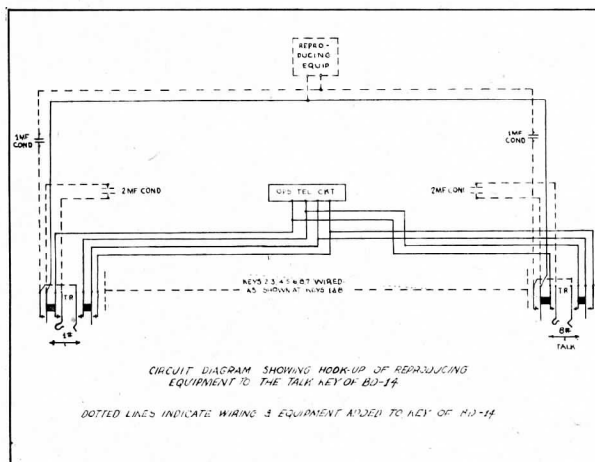 REPRO-
DUCING
EQUIP
1MF
COND
1MF
COND
2 MF COND
OPS TEL CKT
2MF CON
KEYS 2,3,4,5,6,&7 WIRED
AS SHOWN AT KEYS 1&8
TR
TR
1#
8#
TALK
CIRCUIT DIAGRAM SHOWING HOOK-UP OF REPRODUCING
EQUIPMENT TO THE TALK KEY OF BD-14
DOTTED LINES INDICATE WIRING & EQUIPMENT ADDED TO KEY OF BD-14